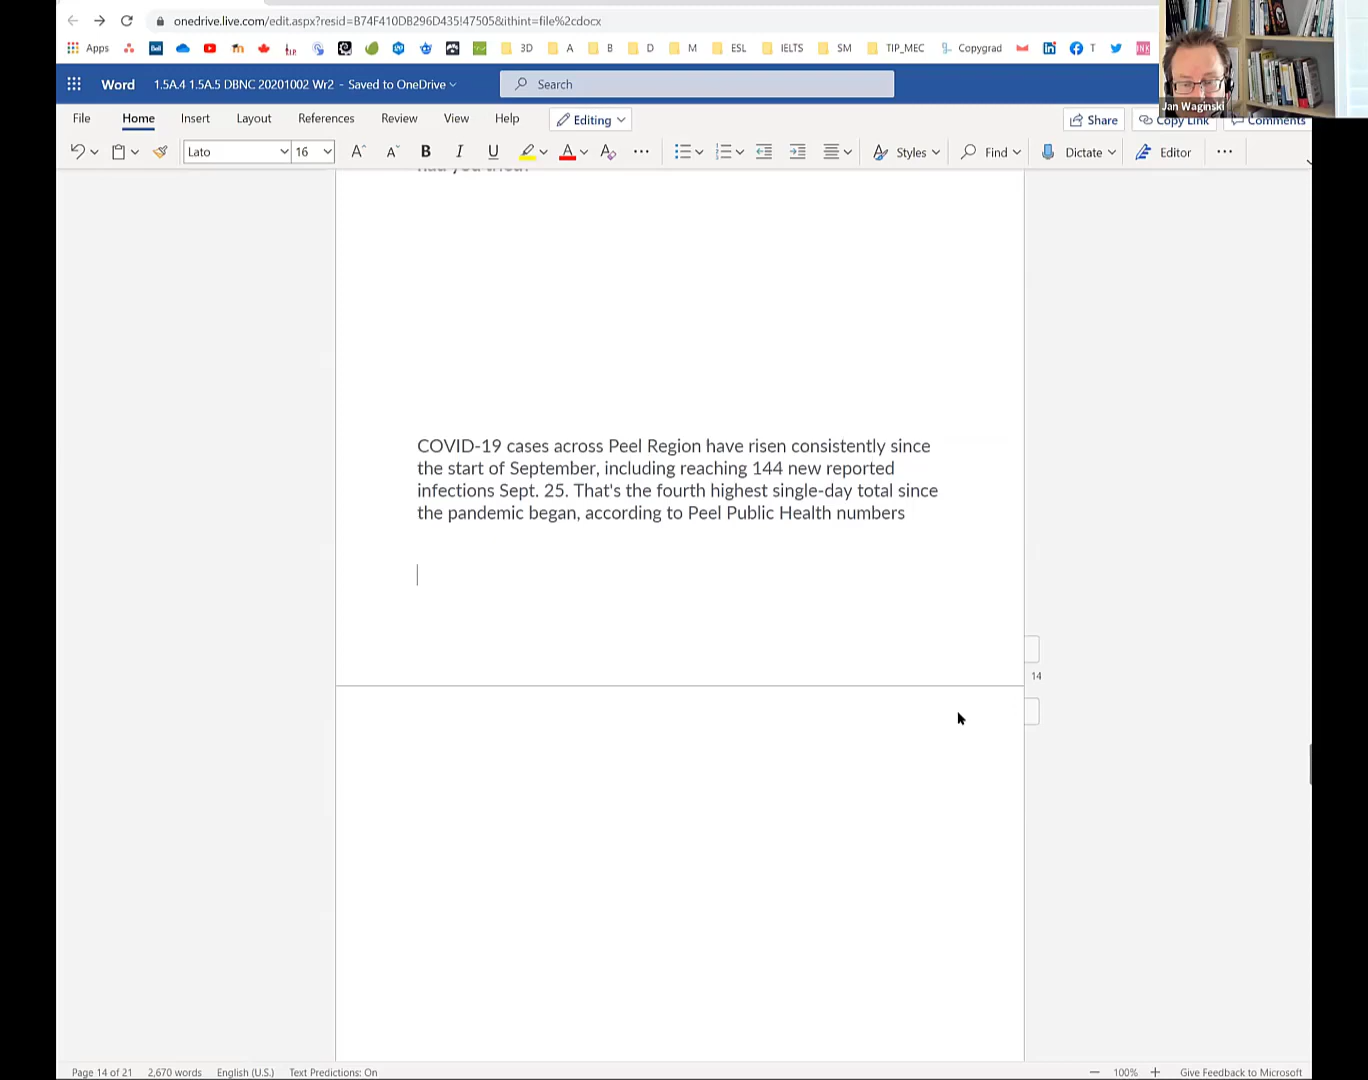 onedrive.live.com/edit.aspx?resid=B74F410DB296D435!47505&ithint=file%2cdocx
Apps 3D A B D M ESL IELTS SM TIP_MEC Copygrad T INK
Word 1.5A.4 1.5A.5 DBNC 20201002 Wr2 - Saved to OneDrive Search
Jan Waginski
File Home Insert Layout References Review View Help Editing Share Copy Link Comments
Lato 16 A A B I U A A Styles Find Dictate Editor
had you tried?
COVID-19 cases across Peel Region have risen consistently since
the start of September, including reaching 144 new reported
infections Sept. 25. That's the fourth highest single-day total since
the pandemic began, according to Peel Public Health numbers
14
Page 14 of 21 2,670 words English (U.S.) Text Predictions: On 100% Give Feedback to Microsoft